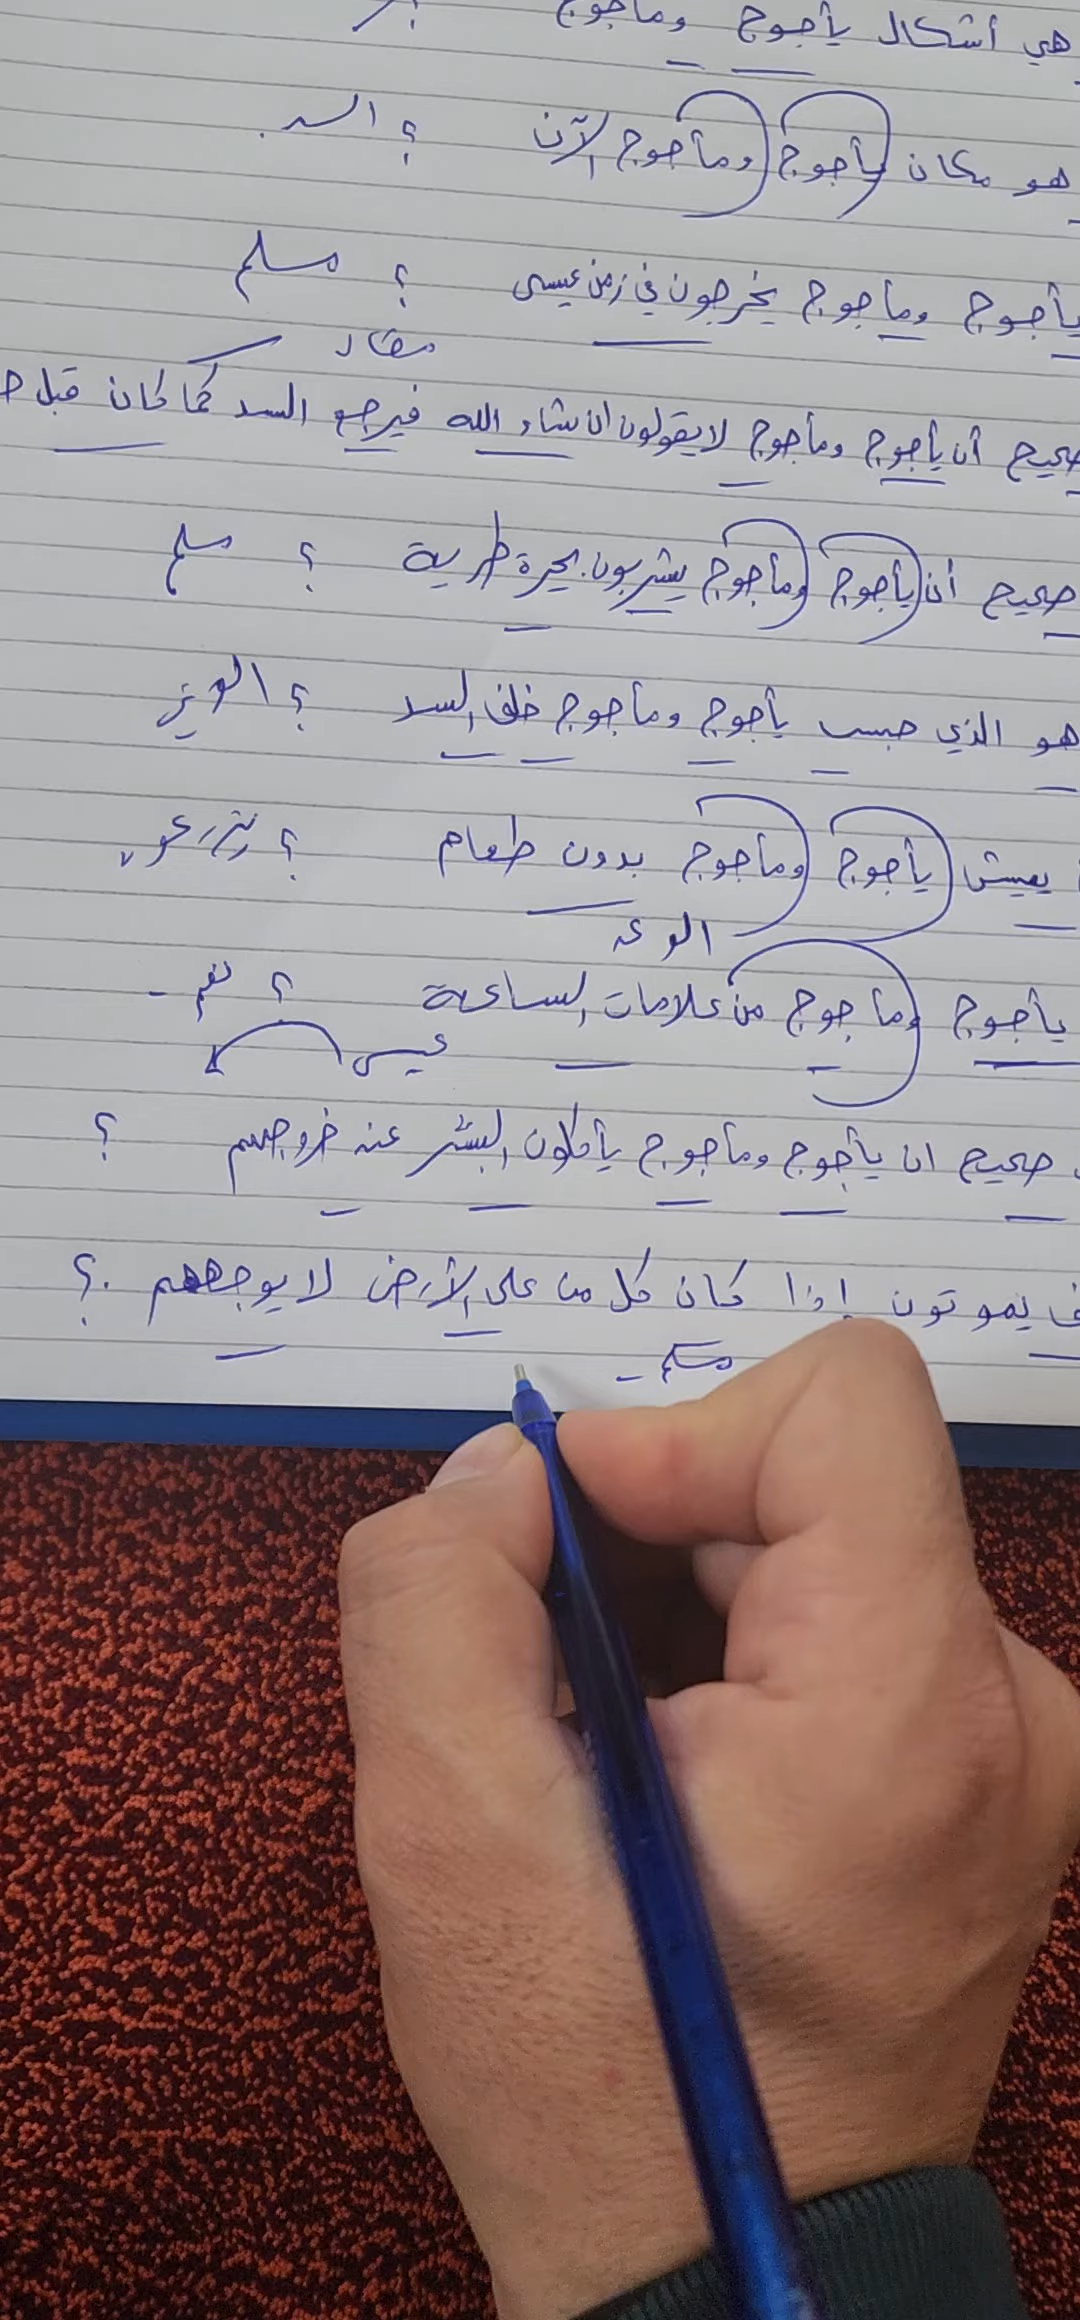 هي أشكال يأجوج ومأجوج ؟
هو مكان يأجوج ومأجوج الآن ؟ السد.
يأجوج ومأجوج يخرجون في زمن عيسى ؟ مسلم
صحيح أن يأجوج ومأجوج لا يقولون ان شاء الله فيرجع السد كما كان قبل
صحيح أن يأجوج ومأجوج يشربون بحيرة طبرية ؟ مسلم
هو الذي حبس يأجوج ومأجوج خلف السد ؟
يعيش يأجوج ومأجوج بدون طعام ؟
يأجوج ومأجوج من علامات الساعة ؟ نعم -
عيسى
صحيح ان يأجوج ومأجوج يأكلون البشر عند خروجهم ؟
يموتون إذا كان كل من على الأرض لا يوجههم ؟
مسلم -